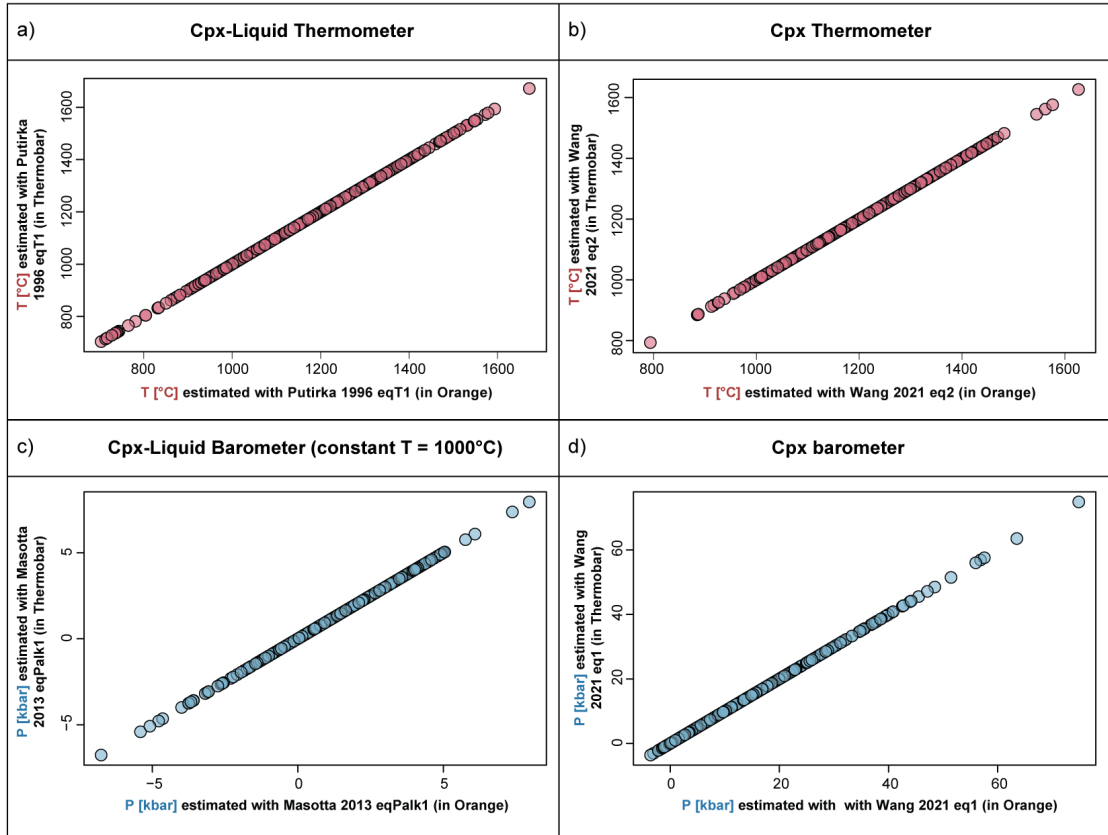 a)
Cpx-Liquid Thermometer
T [°C] estimated with Putirka
1996 eqT1 (in Thermobar)
1600
1400
1200
1000
800
800
1000
1200
1400
1600
T [°C] estimated with Putirka 1996 eqT1 (in Orange)
b)
Cpx Thermometer
T [°C] estimated with Wang
2021 eq2 (in Thermobar)
1600
1400
1200
1000
800
800
1000
1200
1400
1600
T [°C] estimated with Wang 2021 eq2 (in Orange)
c)
Cpx-Liquid Barometer (constant T = 1000°C)
P [kbar] estimated with Masotta
2013 eqPalk1 (in Thermobar)
5
0
−5
−5
0
5
P [kbar] estimated with Masotta 2013 eqPalk1 (in Orange)
d)
Cpx barometer
P [kbar] estimated with Wang
2021 eq1 (in Thermobar)
60
40
20
0
0
20
40
60
P [kbar] estimated with  with Wang 2021 eq1 (in Orange)